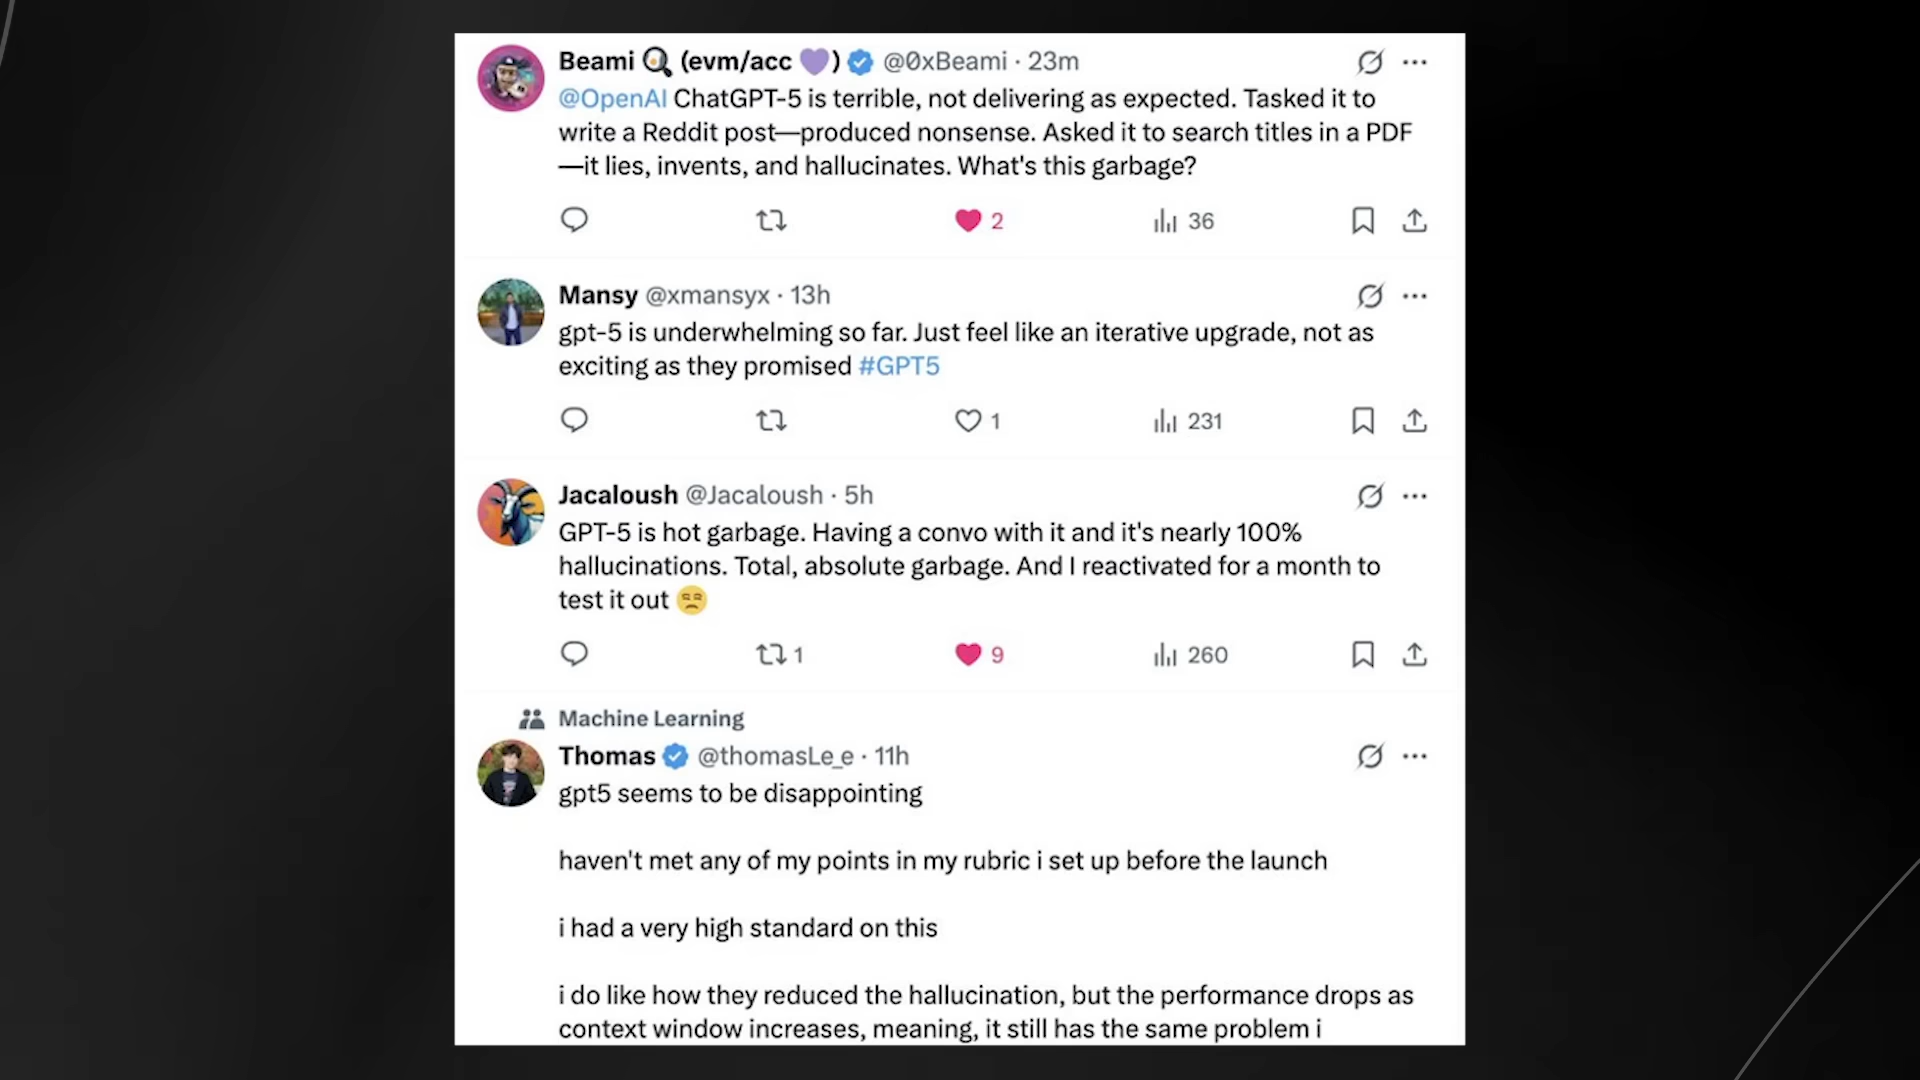 Beami 🍳 (evm/acc 💜) @0xBeami · 23m
@OpenAI ChatGPT-5 is terrible, not delivering as expected. Tasked it to
write a Reddit post—produced nonsense. Asked it to search titles in a PDF
—it lies, invents, and hallucinates. What's this garbage?
2 36
Mansy @xmansyx · 13h
gpt-5 is underwhelming so far. Just feel like an iterative upgrade, not as
exciting as they promised #GPT5
1 231
Jacaloush @Jacaloush · 5h
GPT-5 is hot garbage. Having a convo with it and it's nearly 100%
hallucinations. Total, absolute garbage. And I reactivated for a month to
test it out 😒
1 9 260
Machine Learning
Thomas @thomasLe_e · 11h
gpt5 seems to be disappointing
haven't met any of my points in my rubric i set up before the launch
i had a very high standard on this
i do like how they reduced the hallucination, but the performance drops as
context window increases, meaning, it still has the same problem i